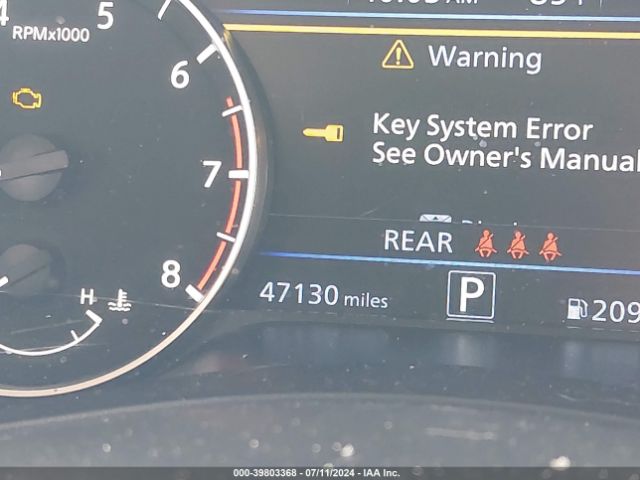 4 5
RPMx1000
6
7
8
H
Warning
Key System Error
See Owner's Manual
REAR
47130 miles
P
209
000-39803368 - 07/11/2024 - IAA Inc.